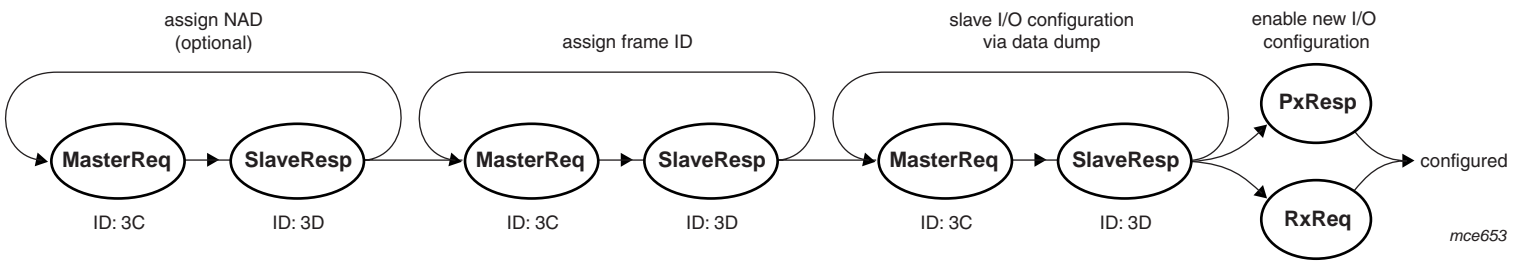 assign NAD
(optional)
assign frame ID
slave I/O configuration
via data dump
enable new I/O
configuration
MasterReq
SlaveResp
MasterReq
SlaveResp
MasterReq
SlaveResp
PxResp
RxReq
configured
ID: 3C
ID: 3D
ID: 3C
ID: 3D
ID: 3C
ID: 3D
mce653